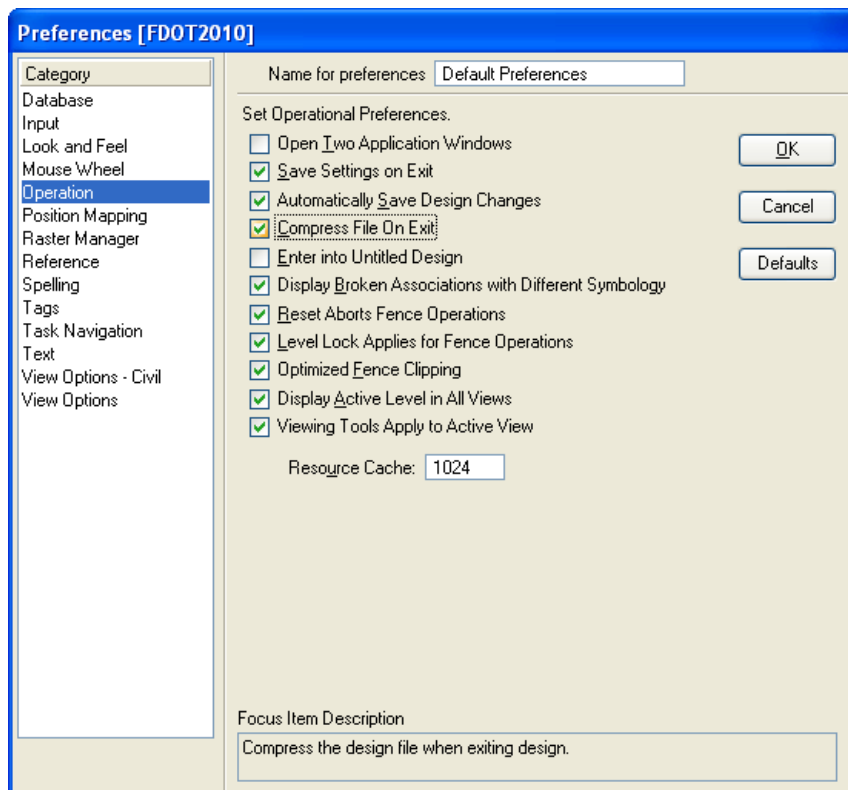 Preferences [FDOT2010]
Category
Database
Input
Look and Feel
Mouse Wheel
Operation
Position Mapping
Raster Manager
Reference
Spelling
Tags
Task Navigation
Text
View Options - Civil
View Options
Name for preferences Default Preferences
Set Operational Preferences.
Open Two Application Windows
Save Settings on Exit
Automatically Save Design Changes
Compress File On Exit
Enter into Untitled Design
Display Broken Associations with Different Symbology
Reset Aborts Fence Operations
Level Lock Applies for Fence Operations
Optimized Fence Clipping
Display Active Level in All Views
Viewing Tools Apply to Active View
Resource Cache: 1024
OK
Cancel
Defaults
Focus Item Description
Compress the design file when exiting design.